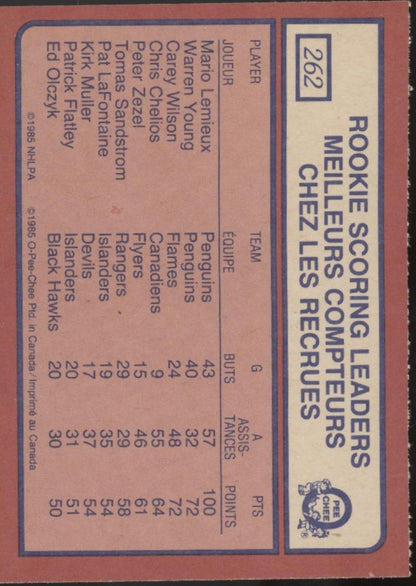 262
ROOKIE SCORING LEADERS
MEILLEURS COMPTEURS
CHEZ LES RECRUES
O PEE CHEE ®
PLAYER TEAM G A PTS
JOUEUR ÉQUIPE BUTS ASSIS-TANCES POINTS
Mario Lemieux Penguins 43 57 100
Warren Young Penguins 40 32 72
Carey Wilson Flames 24 48 72
Chris Chelios Canadiens 9 55 64
Peter Zezel Flyers 15 46 61
Tomas Sandstrom Rangers 29 29 58
Pat LaFontaine Islanders 19 35 54
Kirk Muller Devils 17 37 54
Patrick Flatley Islanders 20 31 51
Ed Olczyk Black Hawks 20 30 50
©1985 NHLPA ©1985 O-Pee-Chee Ptd. in Canada/Imprimé au Canada